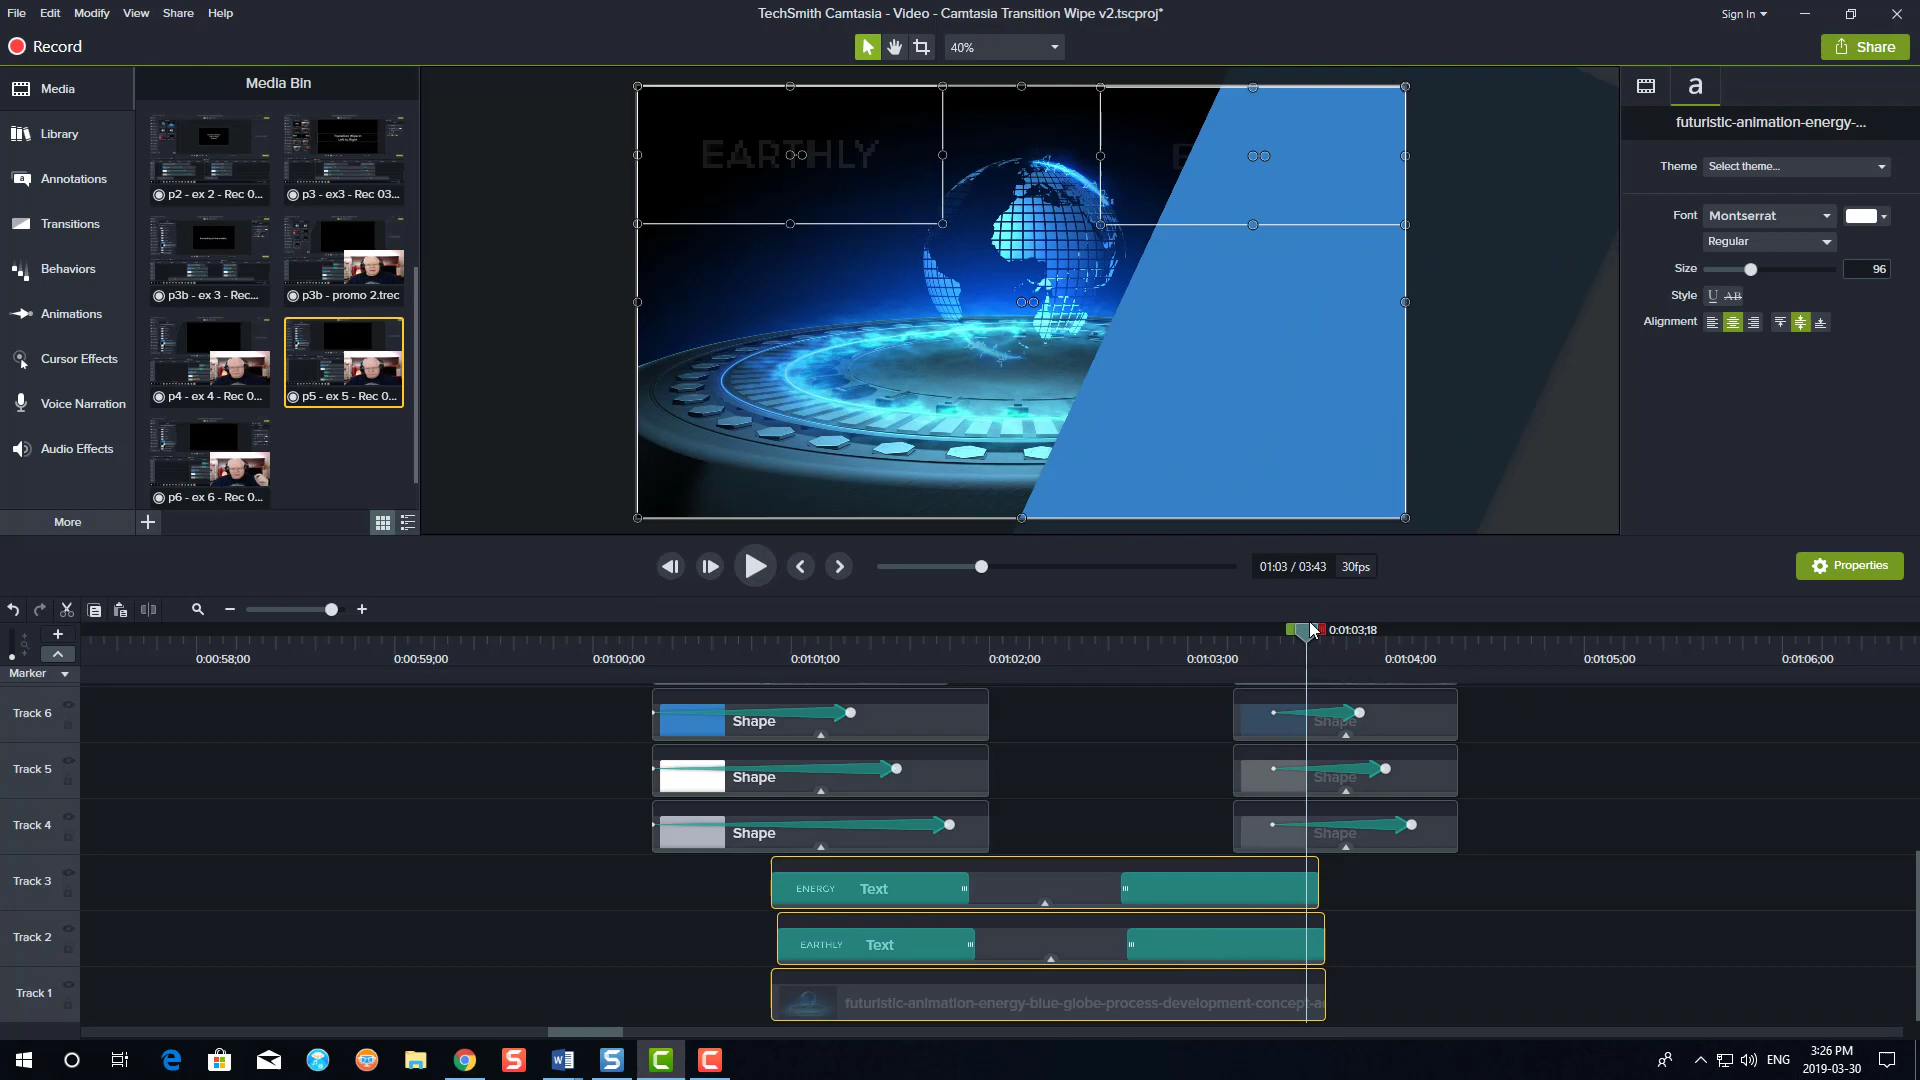 File Edit Modify View Share Help
TechSmith Camtasia - Video - Camtasia Transition Wipe v2.tscproj*
Sign In
Record
40%
Share
Media
Library
Annotations
Transitions
Behaviors
Animations
Cursor Effects
Voice Narration
Audio Effects
More
Media Bin
p2 - ex 2 - Rec 0...
p3 - ex3 - Rec 03...
p3b - ex 3 - Rec...
p3b - promo 2.trec
p4 - ex 4 - Rec 0...
p5 - ex 5 - Rec 0...
p6 - ex 6 - Rec 0...
EARTHLY
a
futuristic-animation-energy-...
Theme Select theme...
Font Montserrat
Regular
Size 96
Style U AB
Alignment
01:03 / 03:43 30fps
Properties
0:01:03;18
0:00:58;00 0:00:59;00 0:01:00;00 0:01:01;00 0:01:02;00 0:01:03;00 0:01:04;00 0:01:05;00 0:01:06;00
Marker
Track 6 Shape Shape
Track 5 Shape Shape
Track 4 Shape Shape
Track 3 ENERGY Text
Track 2 EARTHLY Text
Track 1 futuristic-animation-energy-blue-globe-process-development-concept-a
ENG
3:26 PM
2019-03-30